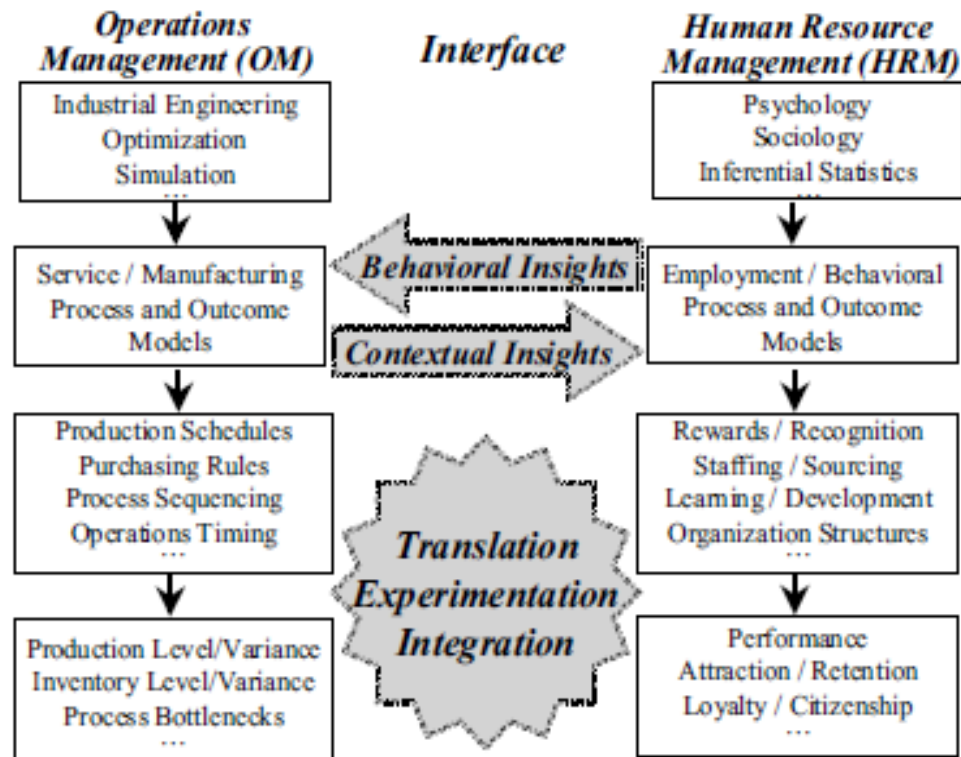 Operations
Management (OM)
Industrial Engineering
Optimization
Simulation
...
Service / Manufacturing
Process and Outcome
Models
Production Schedules
Purchasing Rules
Process Sequencing
Operations Timing
...
Production Level/Variance
Inventory Level/Variance
Process Bottlenecks
...
Interface
Behavioral Insights
Contextual Insights
Translation
Experimentation
Integration
Human Resource
Management (HRM)
Psychology
Sociology
Inferential Statistics
...
Employment / Behavioral
Process and Outcome
Models
Rewards / Recognition
Staffing / Sourcing
Learning / Development
Organization Structures
...
Performance
Attraction / Retention
Loyalty / Citizenship
...